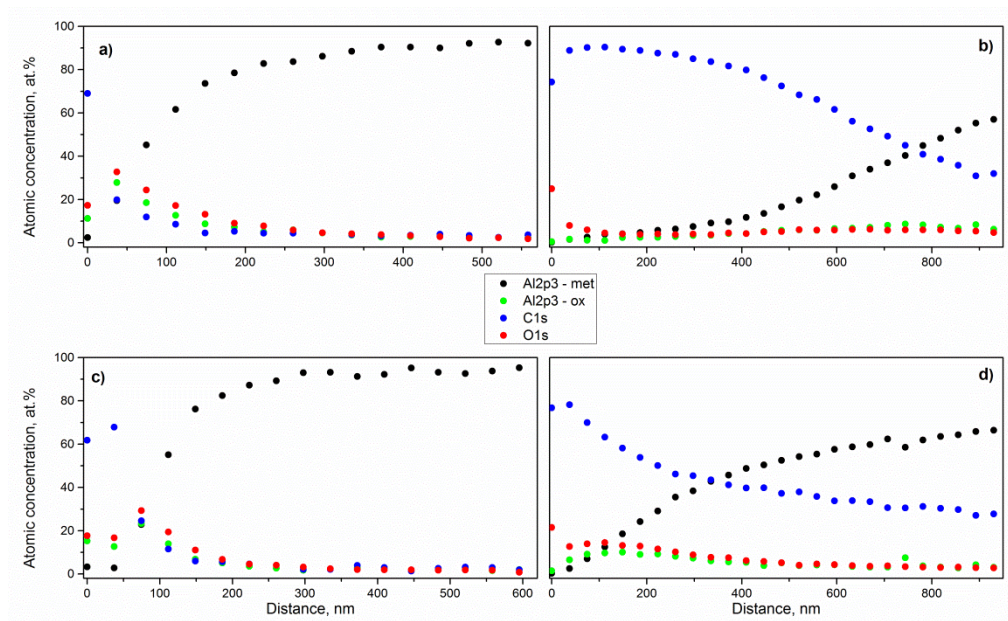 a)
b)
Atomic concentration, at.%
100
80
60
40
20
0
0 100 200 300 400 500
0 200 400 600 800
Al2p3 - met
Al2p3 - ox
C1s
O1s
c)
d)
Atomic concentration, at.%
100
80
60
40
20
0
0 100 200 300 400 500 600
0 200 400 600 800
Distance, nm
Distance, nm